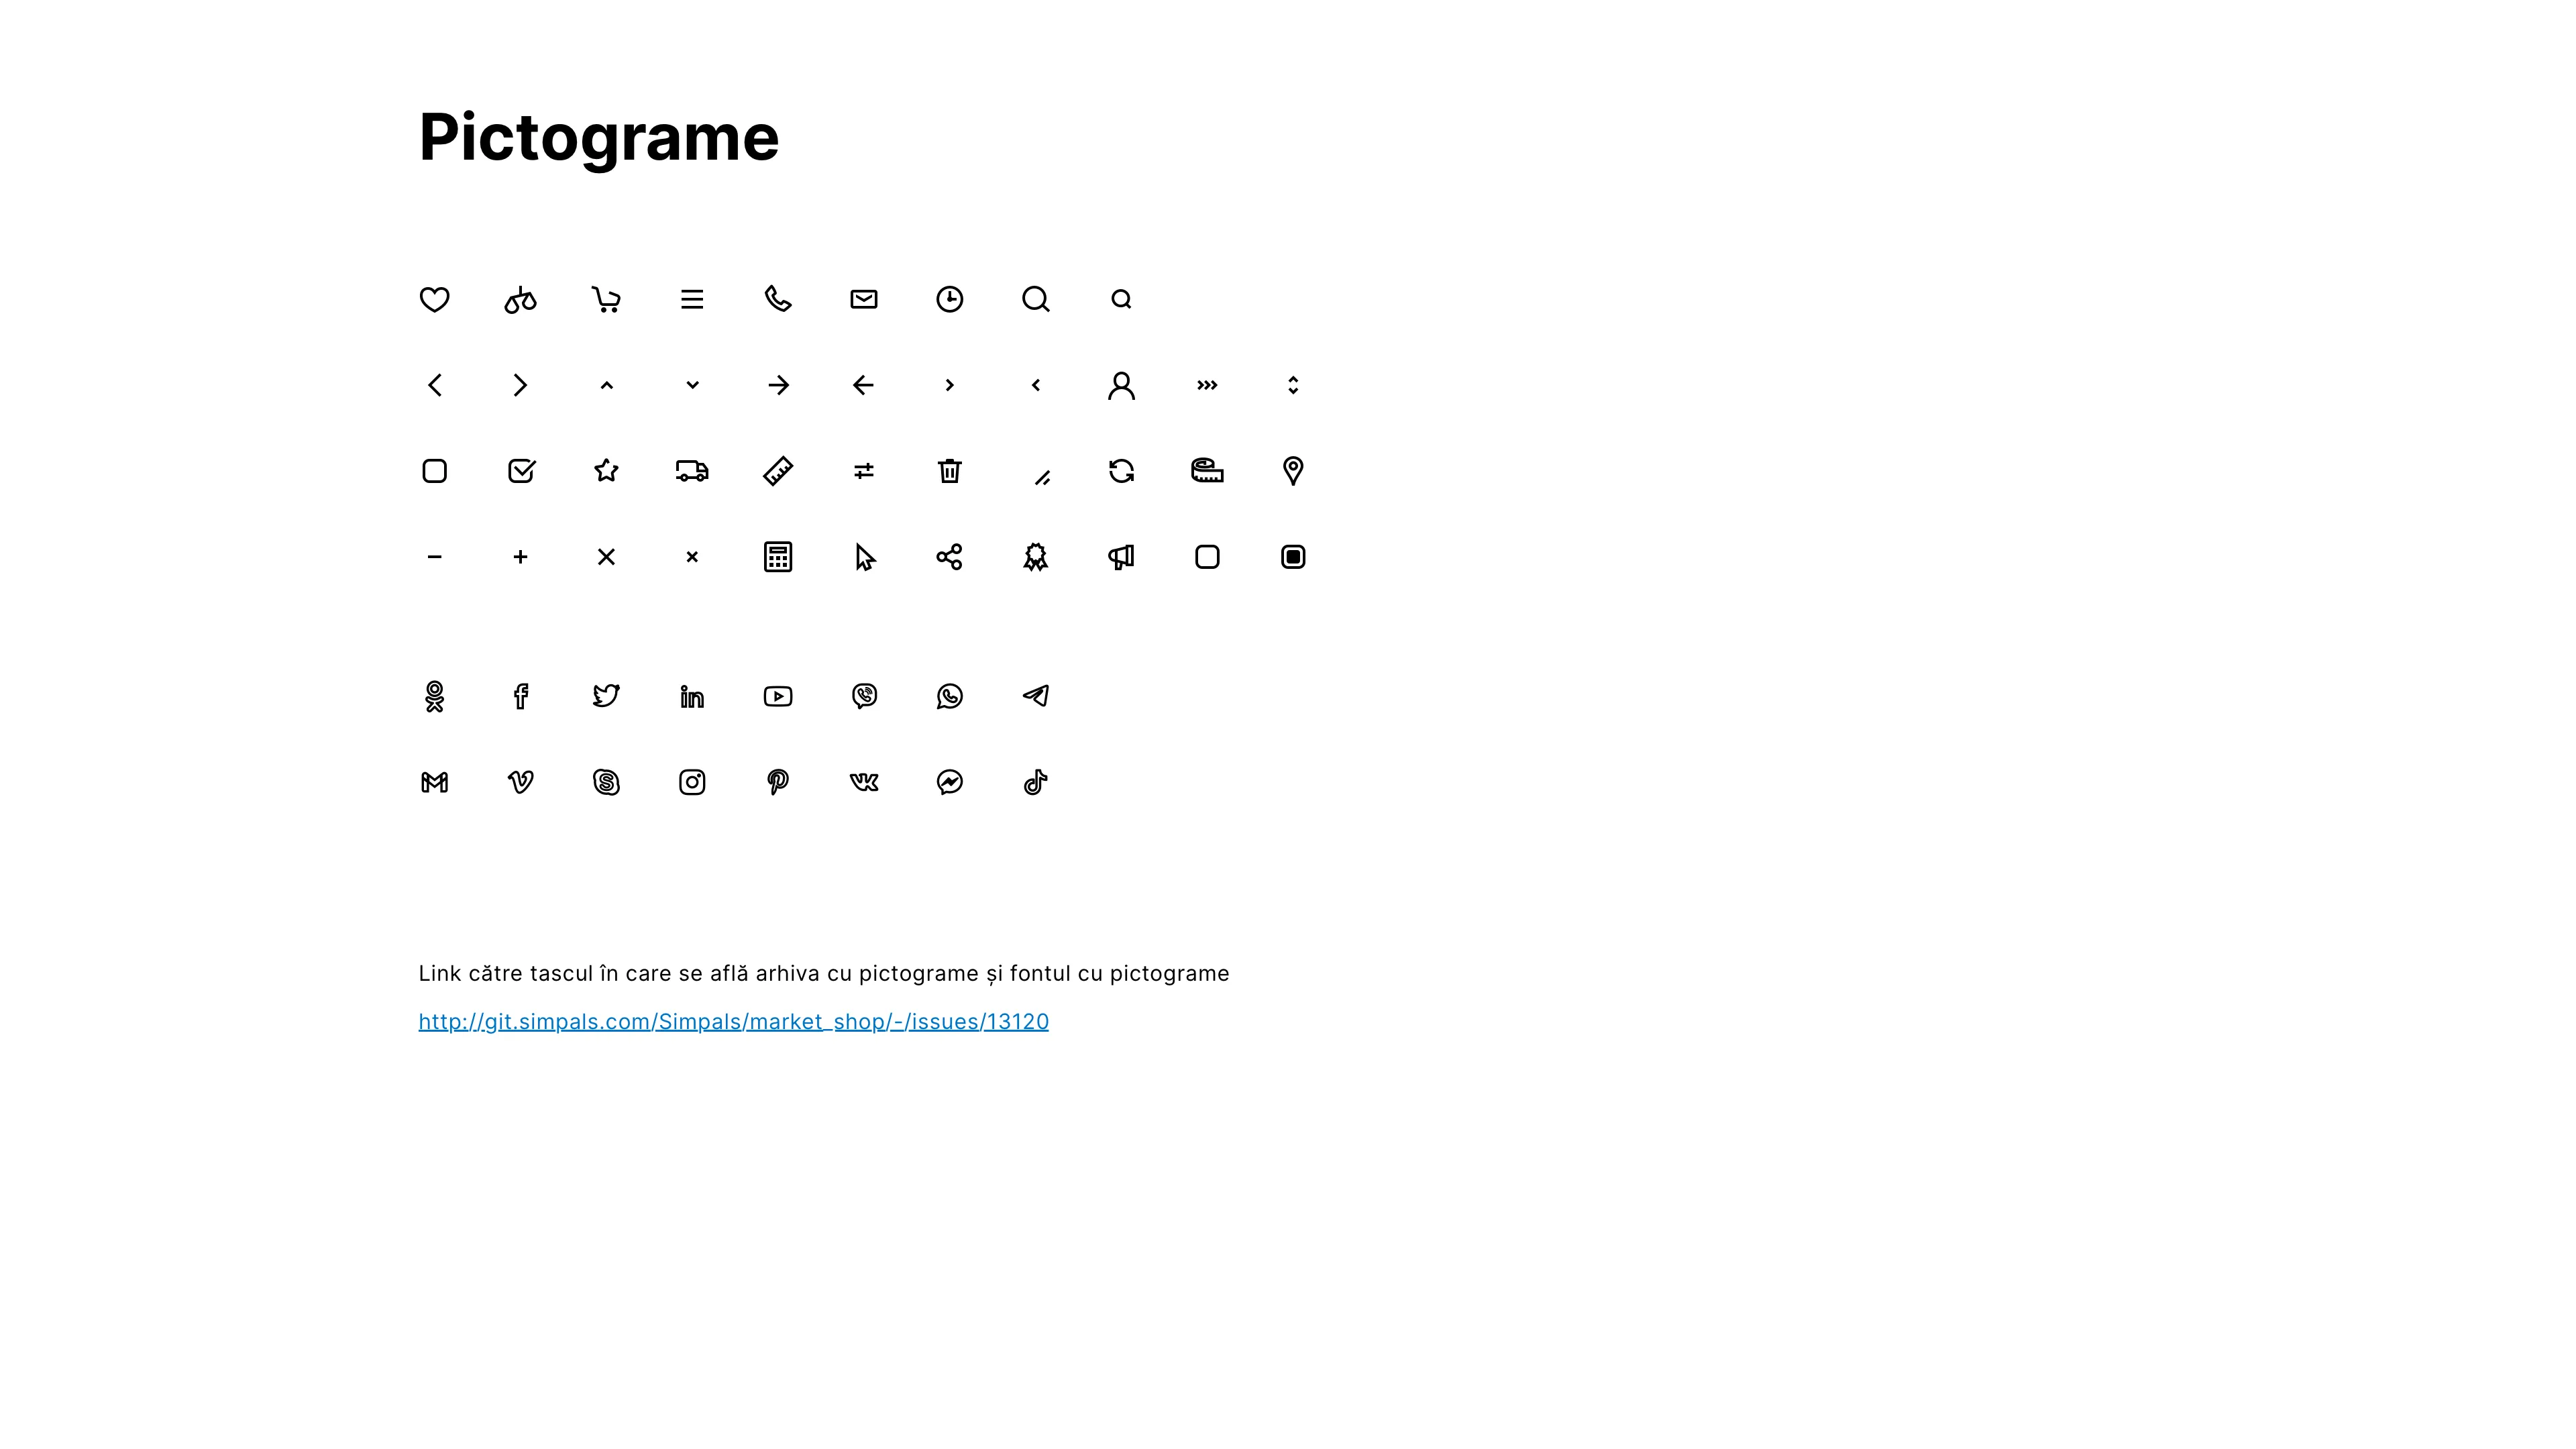 Pictograme
Link către tascul în care se află arhiva cu pictograme și fontul cu pictograme
http://git.simpals.com/Simpals/market_shop/-/issues/13120